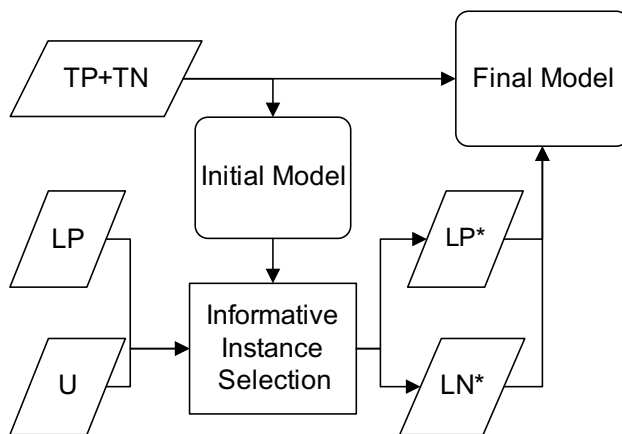 TP+TN
Final Model
Initial Model
LP
LP*
Informative
Instance
Selection
U
LN*